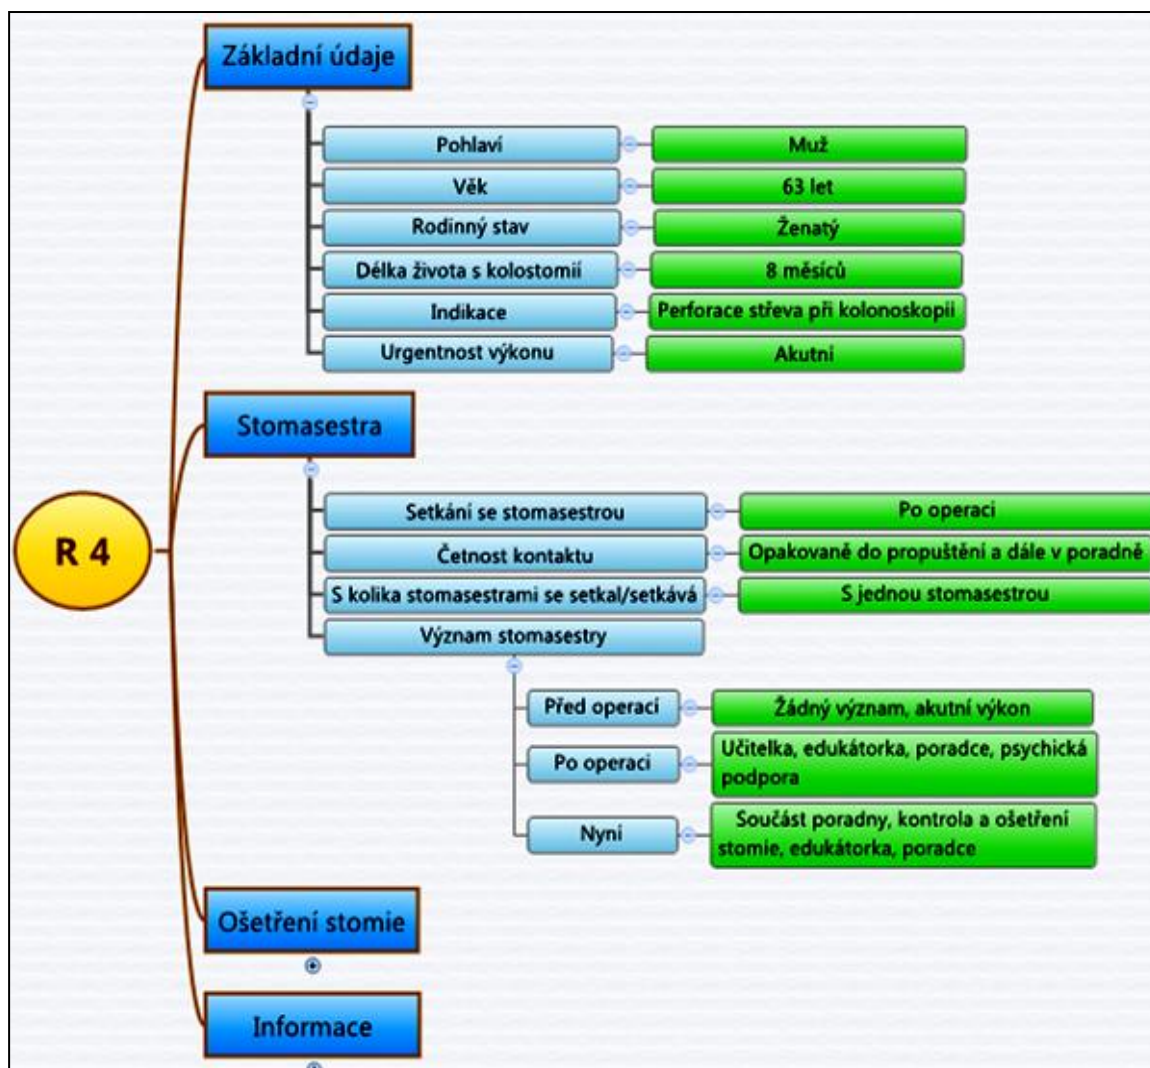 Základní údaje
Pohlaví
Muž
Věk
63 let
Rodinný stav
Ženatý
Délka života s kolostomií
8 měsíců
Indikace
Perforace střeva při kolonoskopii
Urgentnost výkonu
Akutní
Stomasestra
Setkání se stomasestrou
Po operaci
Četnost kontaktu
Opakovaně do propuštění a dále v poradně
S kolika stomasestrami se setkal/setkává
S jednou stomasestrou
Význam stomasestry
Před operací
Žádný význam, akutní výkon
Po operaci
Učitelka, edukátorka, poradce, psychická
podpora
Nyní
Součást poradny, kontrola a ošetření
stomie, edukátorka, poradce
R 4
Ošetření stomie
Informace